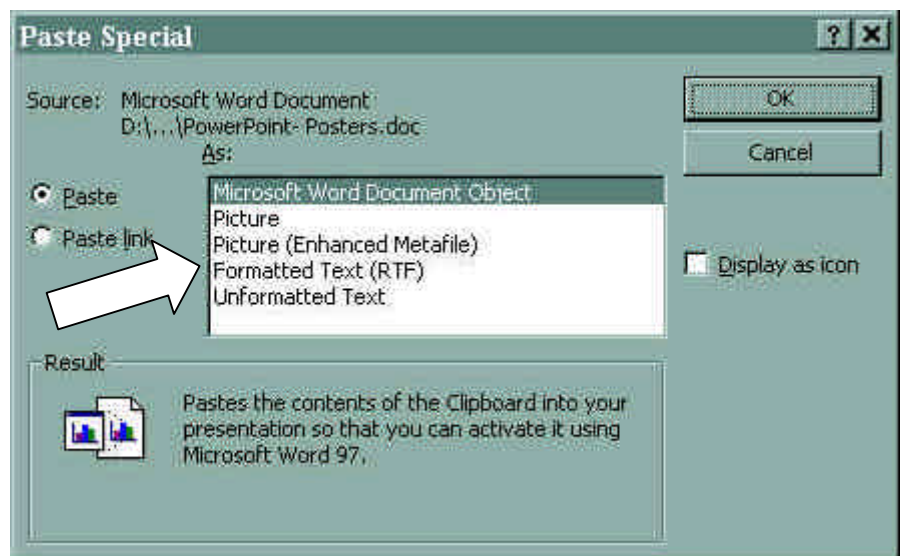 Paste Special
Source: Microsoft Word Document
D:\...\PowerPoint- Posters.doc
As:
Paste
Paste link
Microsoft Word Document Object
Picture
Picture (Enhanced Metafile)
Formatted Text (RTF)
Unformatted Text
OK
Cancel
Display as icon
Result
Pastes the contents of the Clipboard into your
presentation so that you can activate it using
Microsoft Word 97.